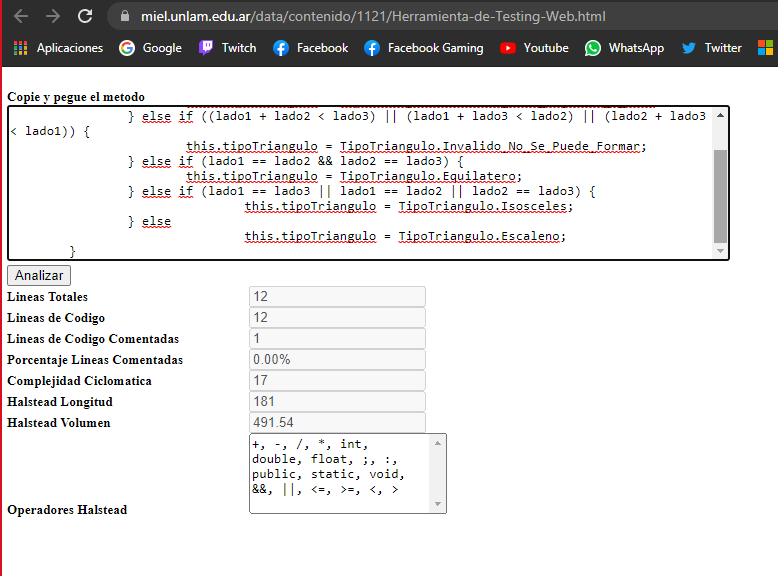 miel.unlam.edu.ar/data/contenido/1121/Herramienta-de-Testing-Web.html
Aplicaciones Google Twitch Facebook Facebook Gaming Youtube WhatsApp Twitter
Copie y pegue el metodo
} else if ((lado1 + lado2 < lado3) || (lado1 + lado3 < lado2) || (lado2 + lado3
< lado1)) {
this.tipoTriangulo = TipoTriangulo.Invalido_No_Se_Puede_Formar;
} else if (lado1 == lado2 && lado2 == lado3) {
this.tipoTriangulo = TipoTriangulo.Equilatero;
} else if (lado1 == lado3 || lado1 == lado2 || lado2 == lado3) {
this.tipoTriangulo = TipoTriangulo.Isosceles;
} else
this.tipoTriangulo = TipoTriangulo.Escaleno;
}
Analizar
Lineas Totales 12
Lineas de Codigo 12
Lineas de Codigo Comentadas 1
Porcentaje Lineas Comentadas 0.00%
Complejidad Ciclomatica 17
Halstead Longitud 181
Halstead Volumen 491.54
+, -, /, *, int,
double, float, ;, :,
public, static, void,
&&, ||, <=, >=, <, >
Operadores Halstead